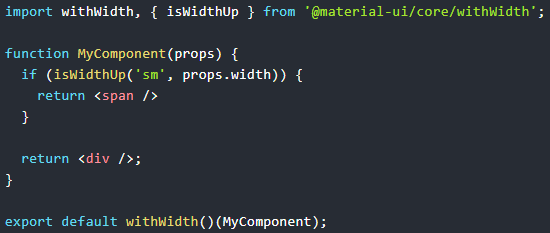 import withWidth, { isWidthUp } from '@material-ui/core/withWidth';

function MyComponent(props) {
  if (isWidthUp('sm', props.width)) {
    return <span />
  }

  return <div />;
}

export default withWidth()(MyComponent);